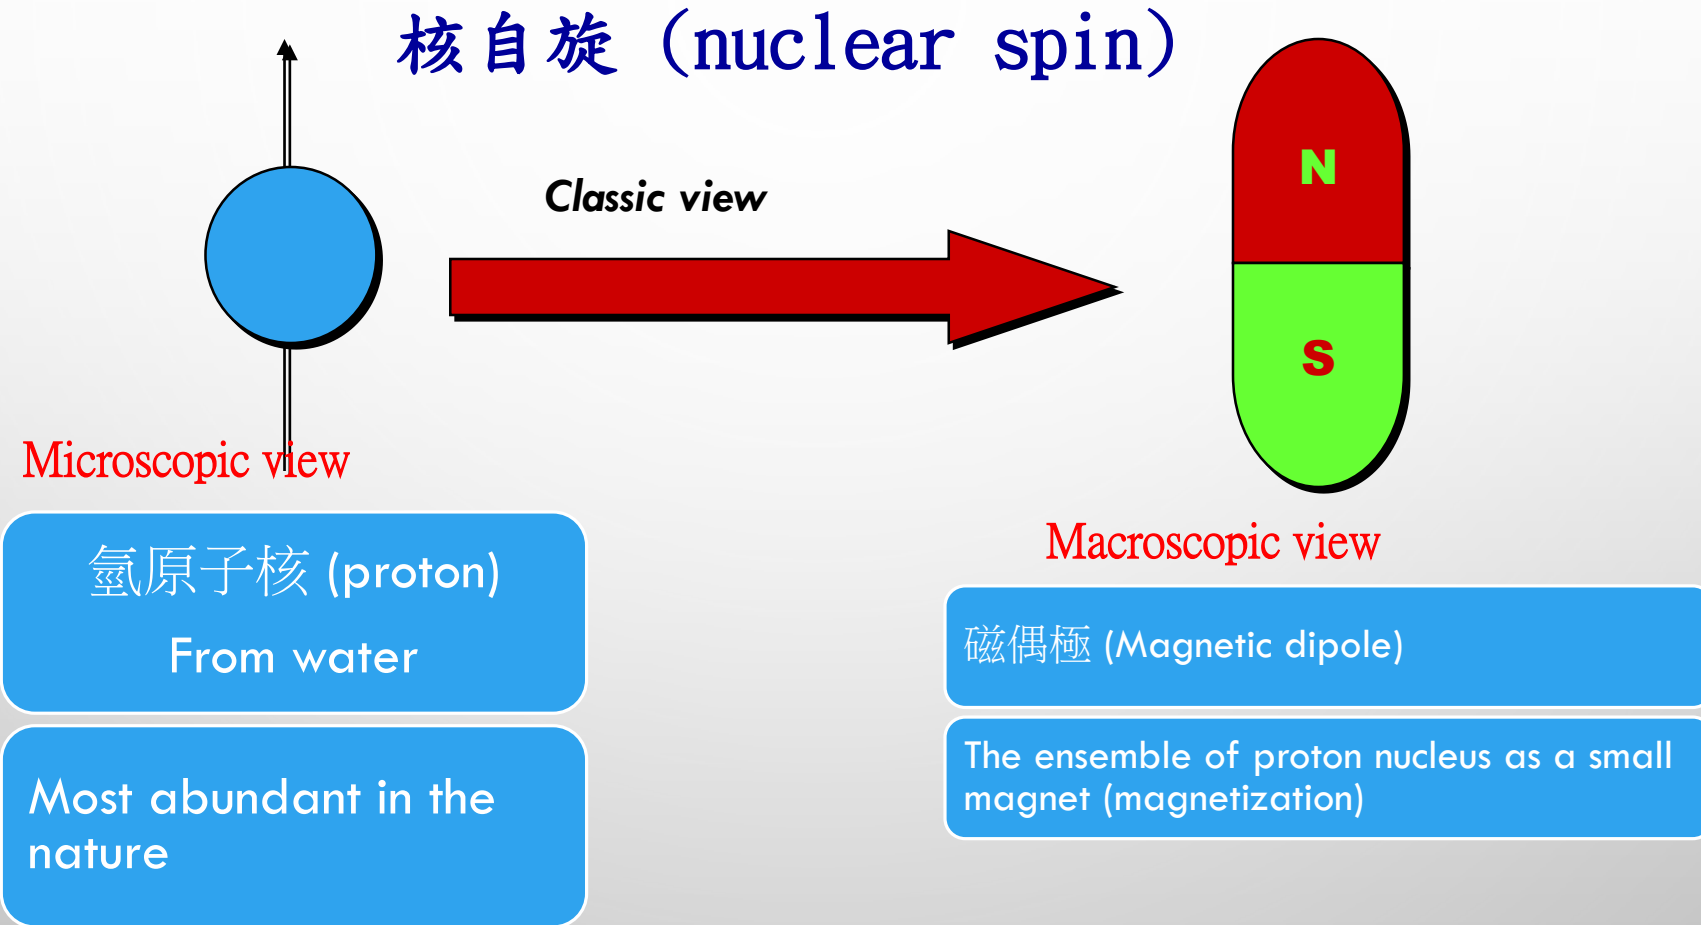 核自旋 (nuclear spin)
Classic view
N
S
Microscopic view
氫原子核 (proton)
From water
Most abundant in the
nature
Macroscopic view
磁偶極 (Magnetic dipole)
The ensemble of proton nucleus as a small
magnet (magnetization)